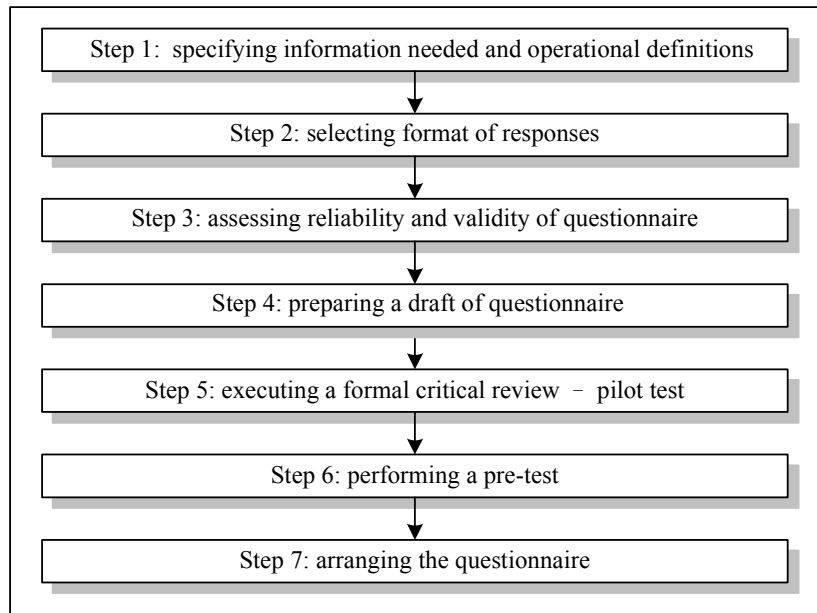 Step 1: specifying information needed and operational definitions
Step 2: selecting format of responses
Step 3: assessing reliability and validity of questionnaire
Step 4: preparing a draft of questionnaire
Step 5: executing a formal critical review – pilot test
Step 6: performing a pre-test
Step 7: arranging the questionnaire